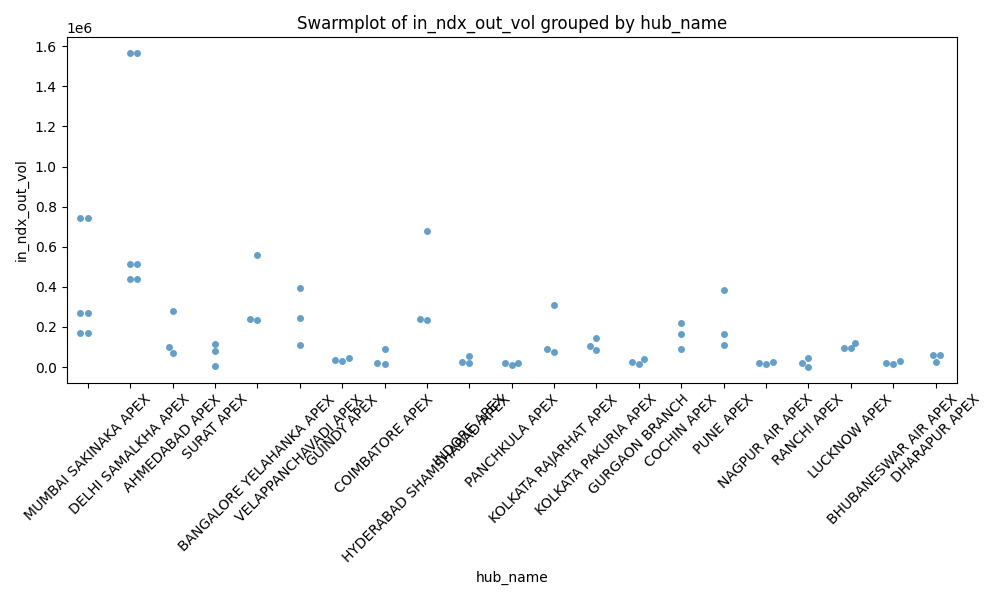 Swarmplot of in_ndx_out_vol grouped by hub_name
1e6
1.6
1.4
1.2
1.0
0.8
0.6
0.4
0.2
0.0
in_ndx_out_vol
MUMBAI SAKINAKA APEX
DELHI SAMALKHA APEX
AHMEDABAD APEX
SURAT APEX
BANGALORE YELAHANKA APEX
VELAPPANCHAVADI APEX
GUINDY APEX
COIMBATORE APEX
HYDERABAD SHAMSHABAD APEX
INDORE APEX
PANCHKULA APEX
KOLKATA RAJARHAT APEX
KOLKATA PAKURIA APEX
GURGAON BRANCH
COCHIN APEX
PUNE APEX
NAGPUR AIR APEX
RANCHI APEX
LUCKNOW APEX
BHUBANESWAR AIR APEX
DHARAPUR APEX
hub_name